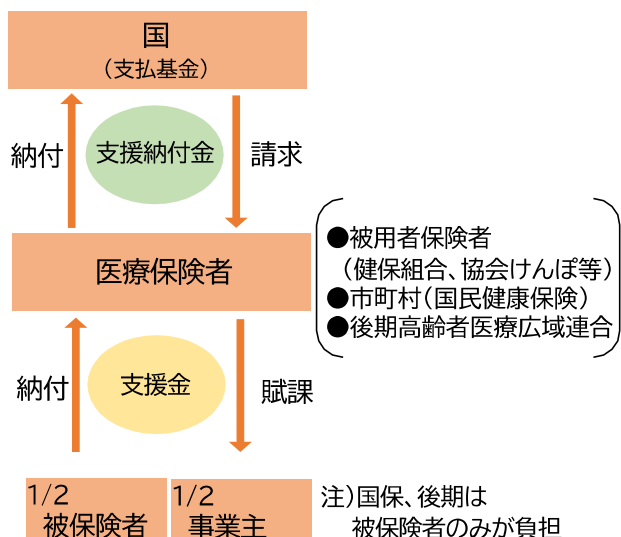 国
（支払基金）
納付
支援納付金
請求
医療保険者
●被用者保険者
（健保組合、協会けんぽ等）
●市町村（国民健康保険）
●後期高齢者医療広域連合
納付
支援金
賦課
1/2
被保険者
1/2
事業主
注）国保、後期は
被保険者のみが負担